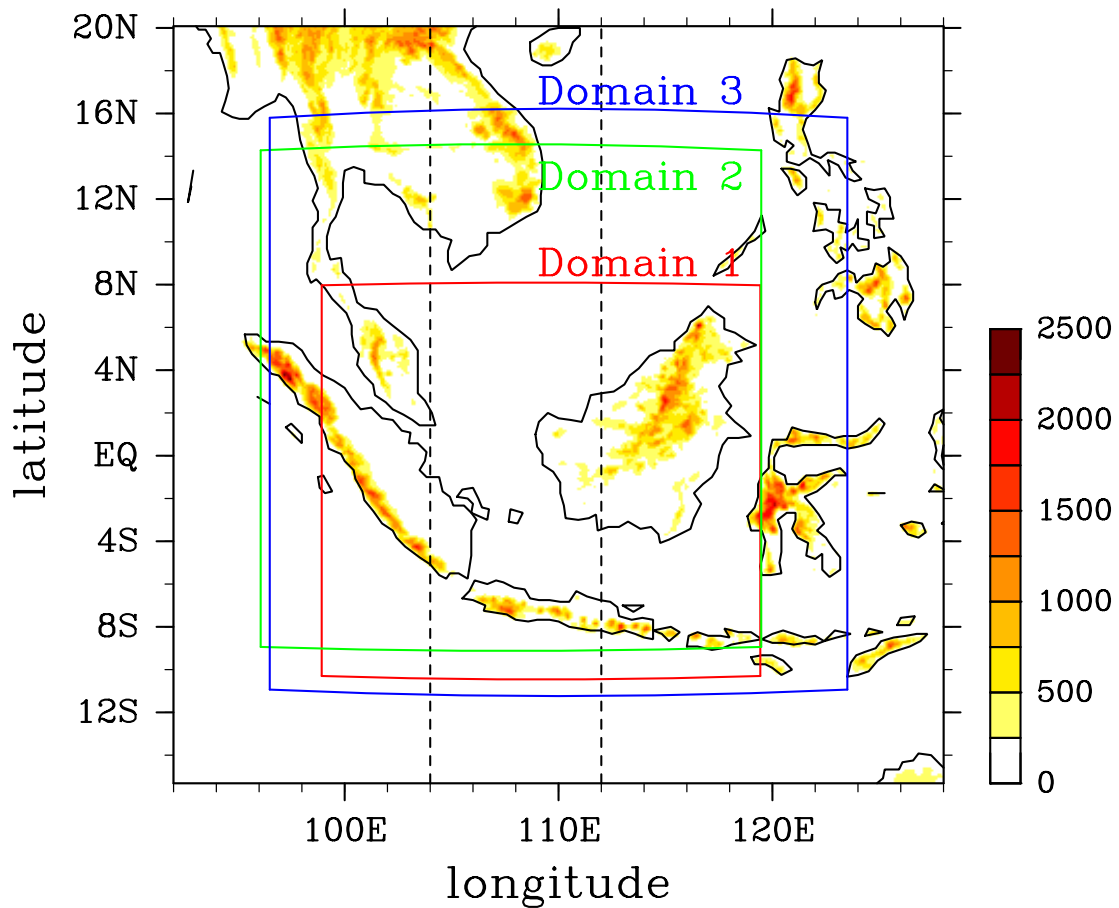 20N
16N
12N
8N
4N
EQ
4S
8S
12S
latitude
Domain 3
Domain 2
Domain 1
100E 110E 120E
longitude
2500
2000
1500
1000
500
0